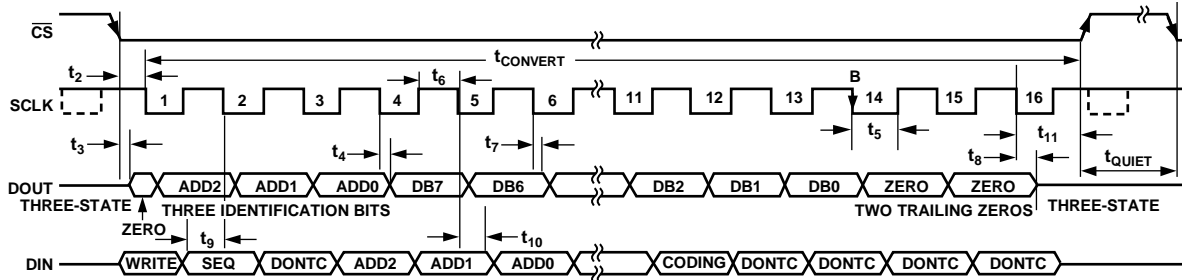 CS
t2
tCONVERT
t6
B
SCLK 1 2 3 4 5 6 11 12 13 14 15 16
t3 t4 t7 t5 t11
t8 tQUIET
DOUT ADD2 ADD1 ADD0 DB7 DB6 DB2 DB1 DB0 ZERO ZERO
THREE-STATE THREE IDENTIFICATION BITS TWO TRAILING ZEROS THREE-STATE
ZERO
t9 t10
DIN WRITE SEQ DONTC ADD2 ADD1 ADD0 CODING DONTC DONTC DONTC DONTC